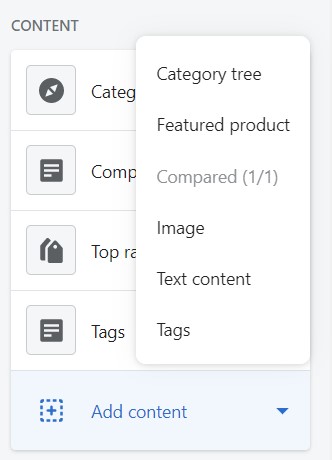 CONTENT
Categ
Comp
Top ra
Tags
Add content
Category tree
Featured product
Compared (1/1)
Image
Text content
Tags